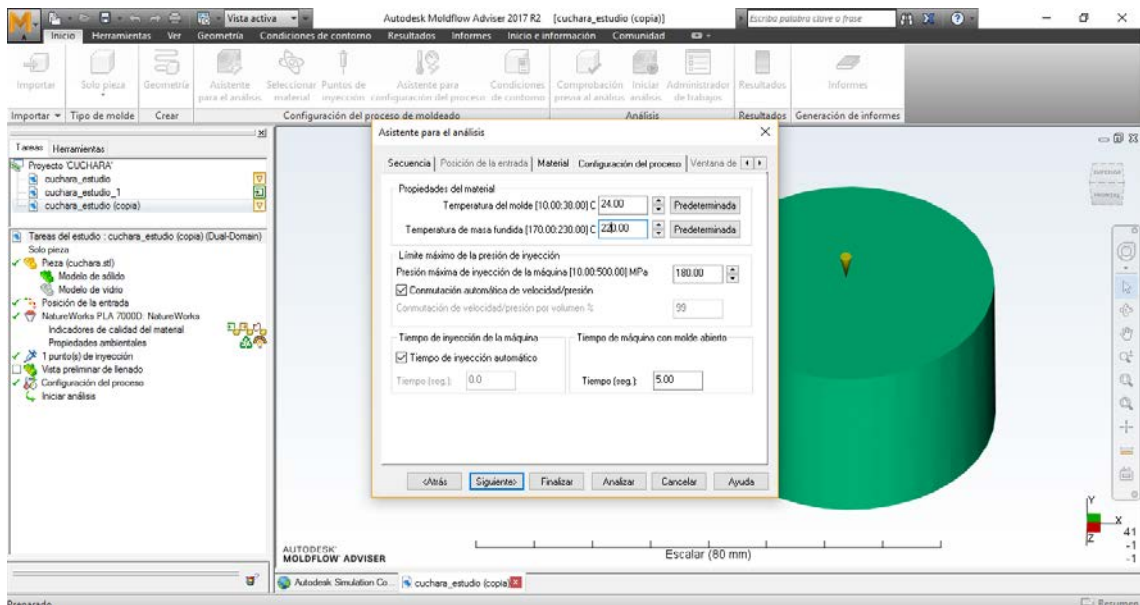 Vista activa
Autodesk Moldflow Adviser 2017 R2 [cuchara_estudio (copia)]
Escriba palabra clave o frase
Inicio Herramientas Ver Geometría Condiciones de contorno Resultados Informes Inicio e información Comunidad
Importar Solo pieza Geometría Asistente para el análisis Seleccionar material Puntos de inyección Asistente para configuración del proceso Condiciones de contorno Comprobación previa al análisis Iniciar análisis Administrador de trabajos Resultados Informes
Importar Tipo de molde Crear Configuración del proceso de moldeado Análisis Resultados Generación de informes
Tareas Herramientas
Proyecto 'CUCHARA'
cuchara_estudio
cuchara_estudio_1
cuchara_estudio (copia)
Tareas del estudio : cuchara_estudio (copia) (Dual-Domain)
Solo pieza
Pieza (cuchara.stl)
Modelo de sólido
Modelo de vidrio
Posición de la entrada
NatureWorks PLA 7000D: NatureWorks
Indicadores de calidad del material
Propiedades ambientales
1 punto(s) de inyección
Vista preliminar de llenado
Configuración del proceso
Iniciar análisis
Asistente para el análisis
Secuencia Posición de la entrada Material Configuración del proceso Ventana de
Propiedades del material
Temperatura del molde [10.00:30.00] C 24.00 Predeterminada
Temperatura de masa fundida [170.00:230.00] C 220.00 Predeterminada
Límite máximo de la presión de inyección
Presión máxima de inyección de la máquina [10.00:500.00] MPa 180.00
Conmutación automática de velocidad/presión
Conmutación de velocidad/presión por volumen % 99
Tiempo de inyección de la máquina
Tiempo de inyección automático
Tiempo (seg.): 0.0
Tiempo de máquina con molde abierto
Tiempo (seg.): 5.00
<Atrás Siguiente> Finalizar Analizar Cancelar Ayuda
SUPERIOR
FRONTAL
Y
X
Z
41
-1
-1
AUTODESK'
MOLDFLOW' ADVISER
Escalar (80 mm)
Autodesk Simulation Co... cuchara_estudio (copia)
Preparado
Resumen